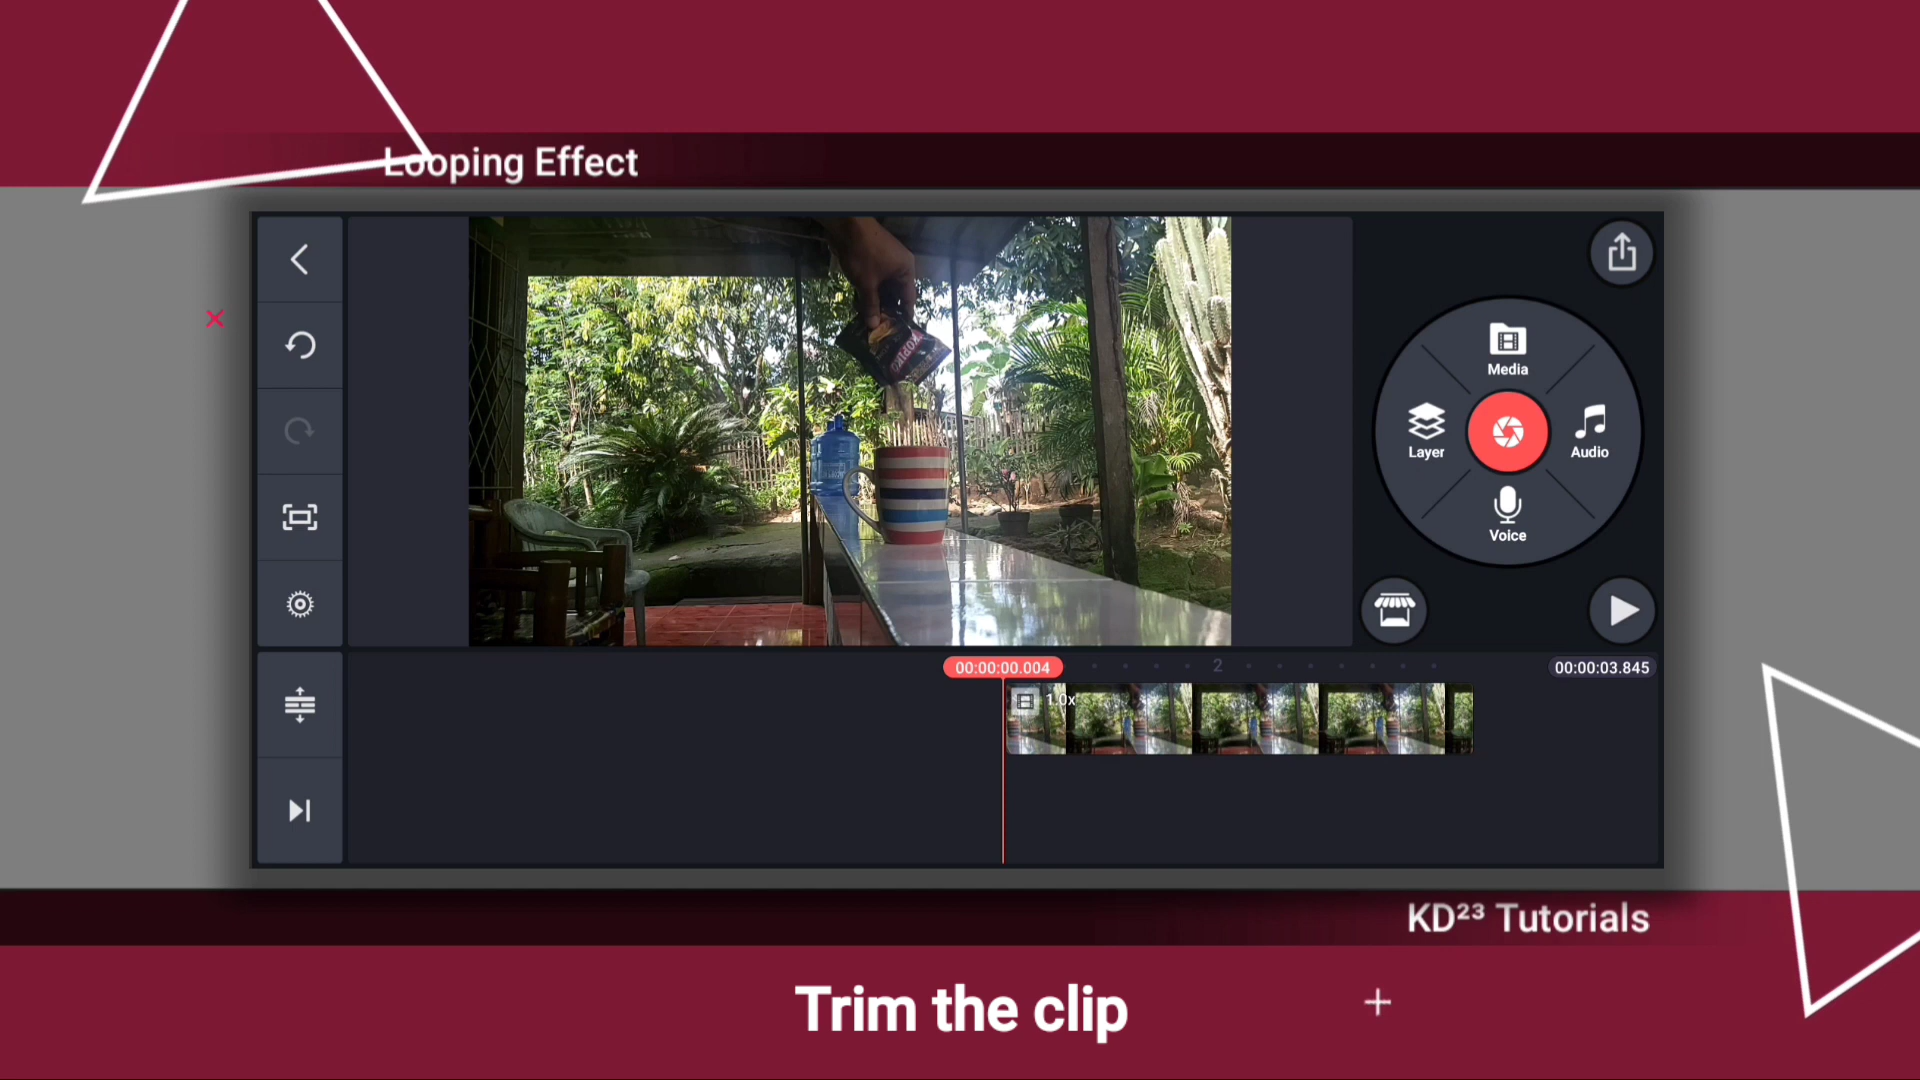 Looping Effect
Media
Layer
Audio
Voice
00:00:00.004
2
00:00:03.845
1.0x
KD²³ Tutorials
Trim the clip